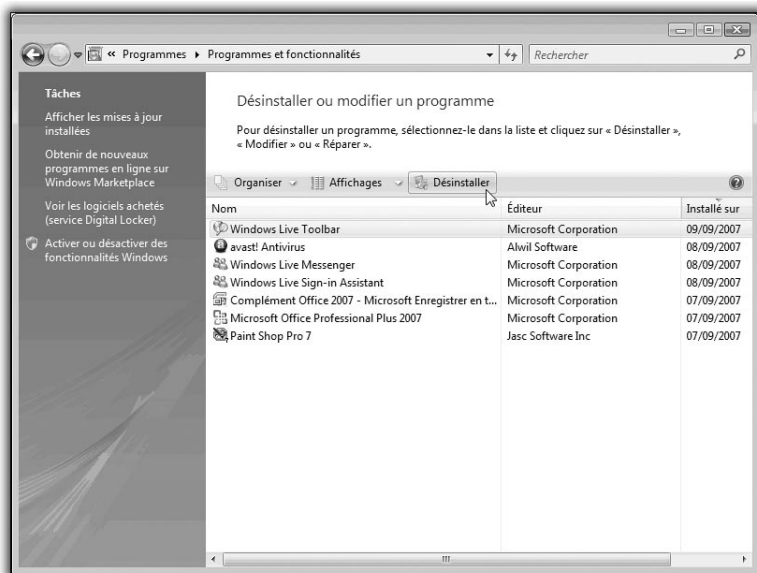 « Programmes ▸ Programmes et fonctionnalités
Rechercher
Tâches
Afficher les mises à jour
installées
Obtenir de nouveaux
programmes en ligne sur
Windows Marketplace
Voir les logiciels achetés
(service Digital Locker)
Activer ou désactiver des
fonctionnalités Windows
Désinstaller ou modifier un programme
Pour désinstaller un programme, sélectionnez-le dans la liste et cliquez sur « Désinstaller »,
« Modifier » ou « Réparer ».
Organiser Affichages Désinstaller
Nom Éditeur Installé sur
Windows Live Toolbar Microsoft Corporation 09/09/2007
avast! Antivirus Alwil Software 08/09/2007
Windows Live Messenger Microsoft Corporation 08/09/2007
Windows Live Sign-in Assistant Microsoft Corporation 08/09/2007
Complément Office 2007 - Microsoft Enregistrer en t... Microsoft Corporation 07/09/2007
Microsoft Office Professional Plus 2007 Microsoft Corporation 07/09/2007
Paint Shop Pro 7 Jasc Software Inc 07/09/2007